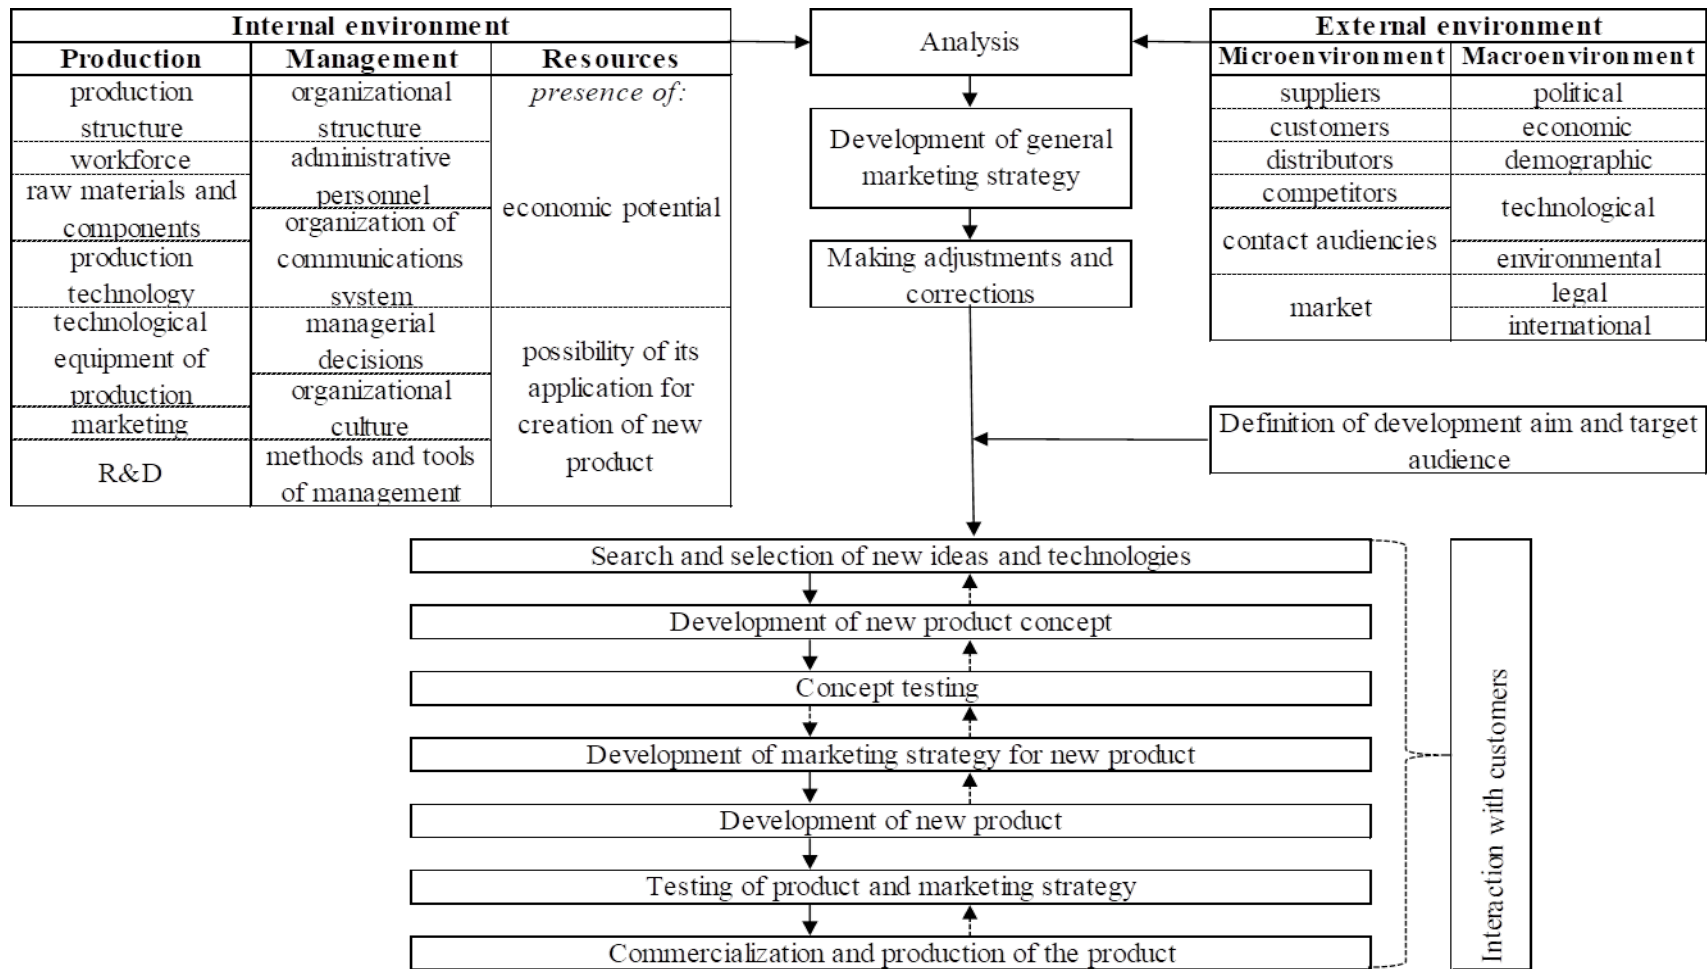 Internal environment
Production
Management
Resources
production
structure
workforce
raw materials and
components
production
technology
technological
equipment of
production
marketing
R&D
organizational
structure
administrative
personnel
organization of
communications
system
managerial
decisions
organizational
culture
methods and tools
of management
presence of:
economic potential
possibility of its
application for
creation of new
product
Analysis
Development of general
marketing strategy
Making adjustments and
corrections
External environment
Microenvironment
Macroenvironment
suppliers
customers
distributors
competitors
contact audiencies
market
political
economic
demographic
technological
environmental
legal
international
Definition of development aim and target
audience
Search and selection of new ideas and technologies
Development of new product concept
Concept testing
Development of marketing strategy for new product
Development of new product
Testing of product and marketing strategy
Commercialization and production of the product
Interaction with customers